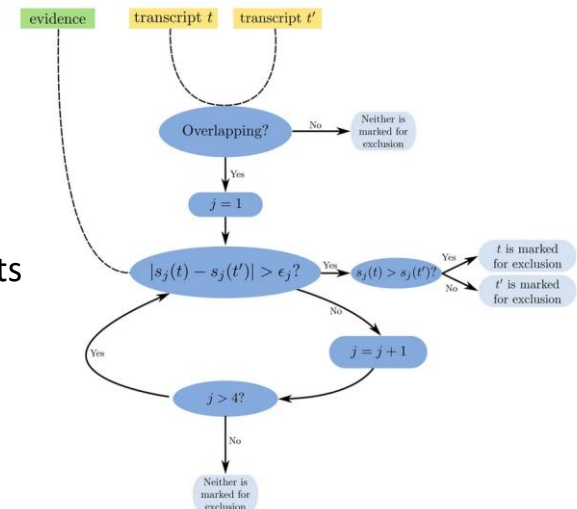 evidence
transcript t
transcript t′
Overlapping?
No
Neither is
marked for
exclusion
Yes
j = 1
ts
|s_j(t) − s_j(t′)| > ϵ_j?
Yes
s_j(t) > s_j(t′)?
Yes
t is marked
for exclusion
No
t′ is marked
for exclusion
No
j = j + 1
Yes
j > 4?
No
Neither is
marked for
exclusion